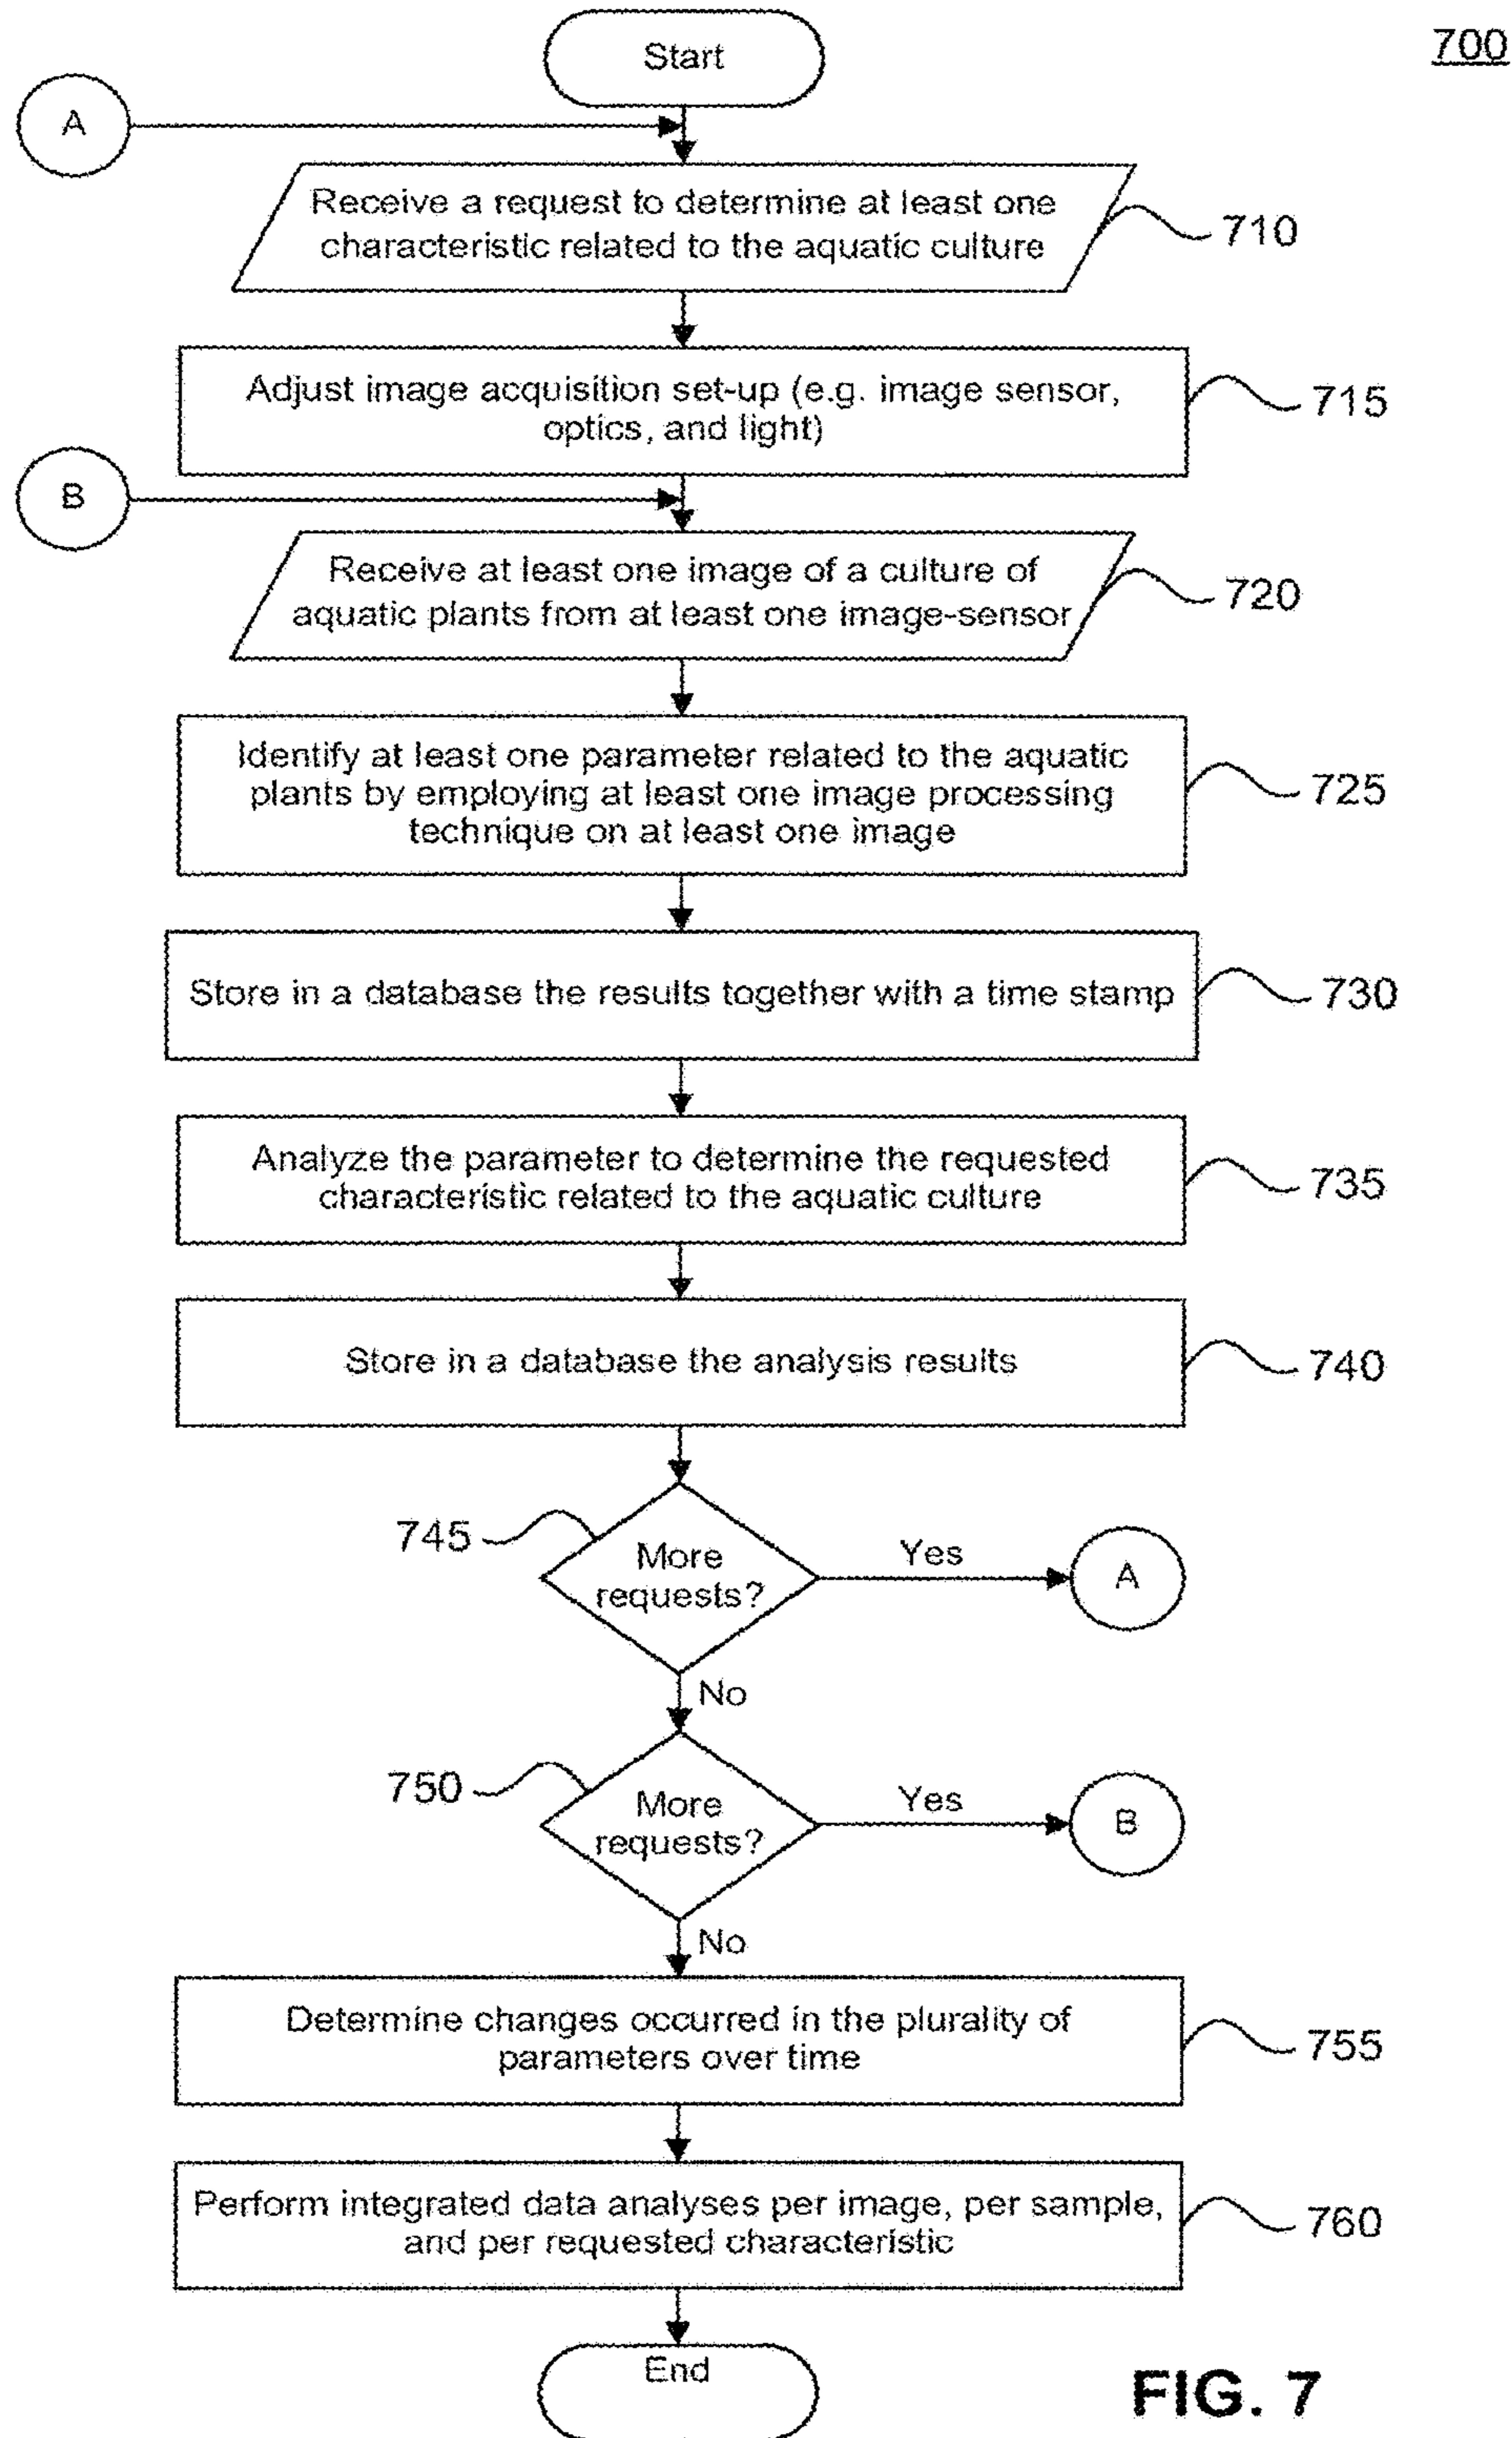 700
Start
A
Receive a request to determine at least one
characteristic related to the aquatic culture
710
Adjust image acquisition set-up (e.g. image sensor,
optics, and light)
715
B
Receive at least one image of a culture of
aquatic plants from at least one image-sensor
720
Identify at least one parameter related to the aquatic
plants by employing at least one image processing
technique on at least one image
725
Store in a database the results together with a time stamp
730
Analyze the parameter to determine the requested
characteristic related to the aquatic culture
735
Store in a database the analysis results
740
745
More
requests?
Yes
A
No
750
More
requests?
Yes
B
No
Determine changes occurred in the plurality of
parameters over time
755
Perform integrated data analyses per image, per sample,
and per requested characteristic
760
End
FIG. 7